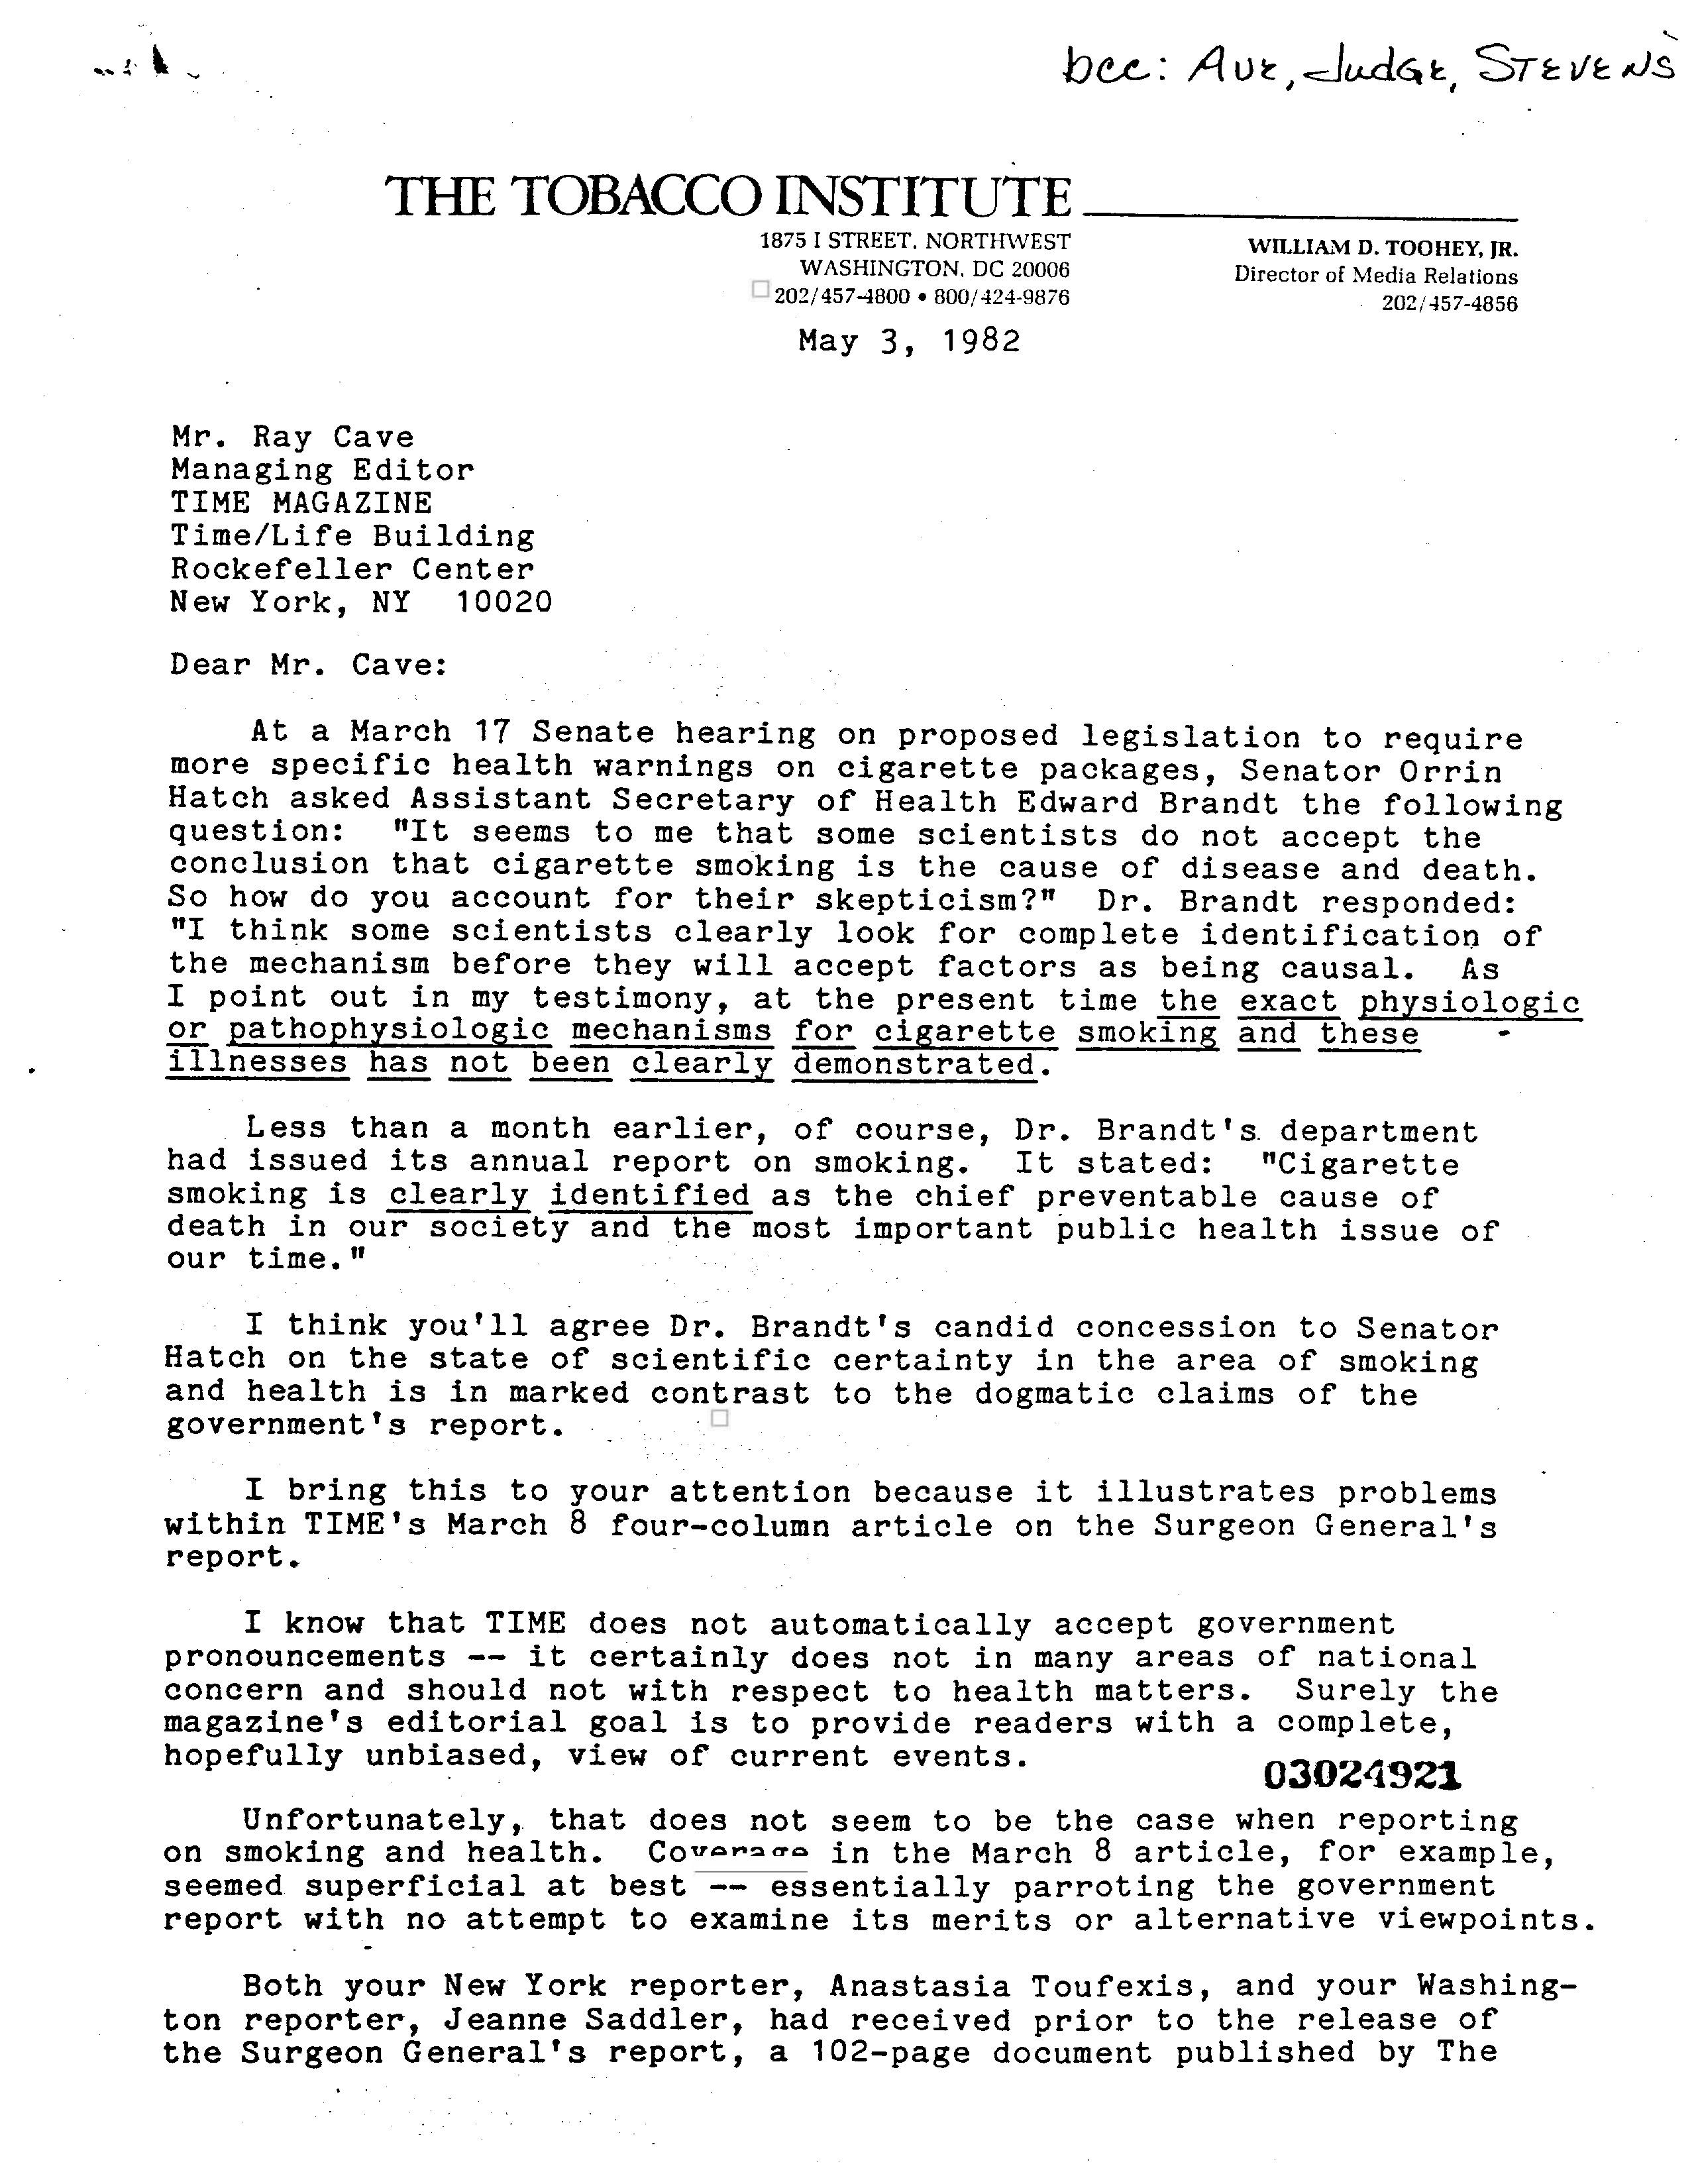 bcc: AVE, JUDGE, STEVENS
THE TOBACCO INSTITUTE
1875 I STREET, NORTHWEST
WASHINGTON, DC 20006
202/457-4800 • 800/424-9876
WILLIAM D. TOOHEY, JR.
Director of Media Relations
202/457-4856
May 3, 1982
Mr. Ray Cave
Managing Editor
TIME MAGAZINE
Time/Life Building
Rockefeller Center
New York, NY  10020
Dear Mr. Cave:
At a March 17 Senate hearing on proposed legislation to require
more specific health warnings on cigarette packages, Senator Orrin
Hatch asked Assistant Secretary of Health Edward Brandt the following
question:  "It seems to me that some scientists do not accept the
conclusion that cigarette smoking is the cause of disease and death.
So how do you account for their skepticism?"  Dr. Brandt responded:
"I think some scientists clearly look for complete identification of
the mechanism before they will accept factors as being causal.  As
I point out in my testimony, at the present time the exact physiologic
or pathophysiologic mechanisms for cigarette smoking and these
illnesses has not been clearly demonstrated.
Less than a month earlier, of course, Dr. Brandt's department
had issued its annual report on smoking.  It stated:  "Cigarette
smoking is clearly identified as the chief preventable cause of
death in our society and the most important public health issue of
our time."
I think you'll agree Dr. Brandt's candid concession to Senator
Hatch on the state of scientific certainty in the area of smoking
and health is in marked contrast to the dogmatic claims of the
government's report.
I bring this to your attention because it illustrates problems
within TIME's March 8 four-column article on the Surgeon General's
report.
I know that TIME does not automatically accept government
pronouncements -- it certainly does not in many areas of national
concern and should not with respect to health matters.  Surely the
magazine's editorial goal is to provide readers with a complete,
hopefully unbiased, view of current events.
03024921
Unfortunately, that does not seem to be the case when reporting
on smoking and health.  Coverage in the March 8 article, for example,
seemed superficial at best -- essentially parroting the government
report with no attempt to examine its merits or alternative viewpoints.
Both your New York reporter, Anastasia Toufexis, and your Washing-
ton reporter, Jeanne Saddler, had received prior to the release of
the Surgeon General's report, a 102-page document published by The